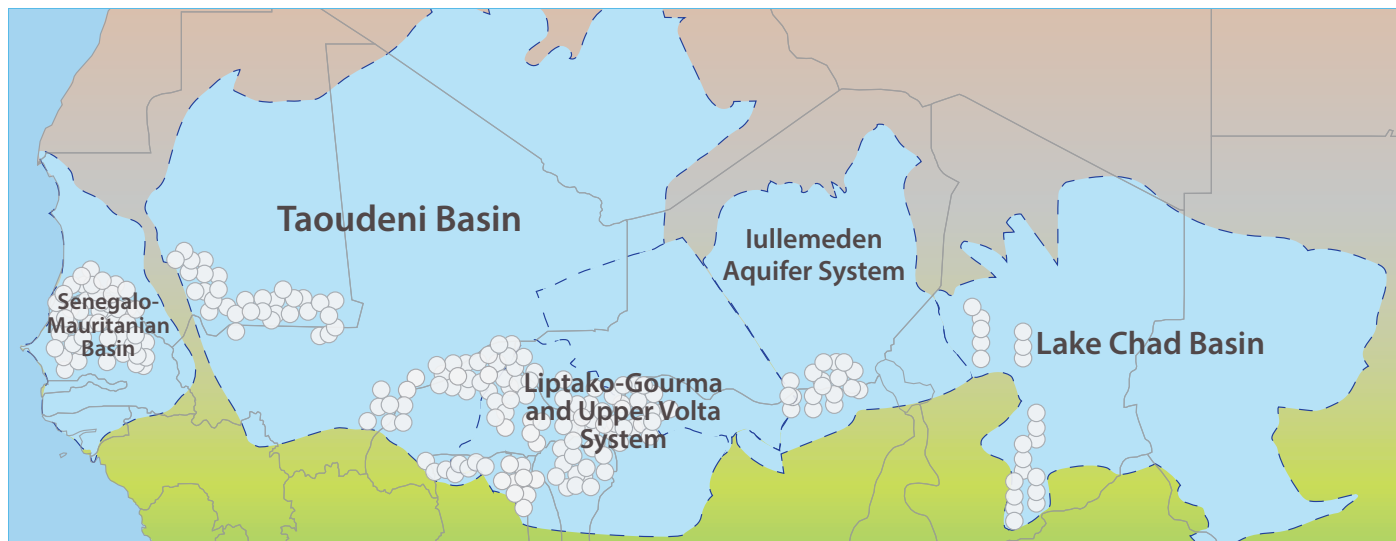 Taoudeni Basin
Iullemeden
Aquifer System
Senegalo-
Mauritanian
Basin
Lake Chad Basin
Liptako-Gourma
and Upper Volta
System